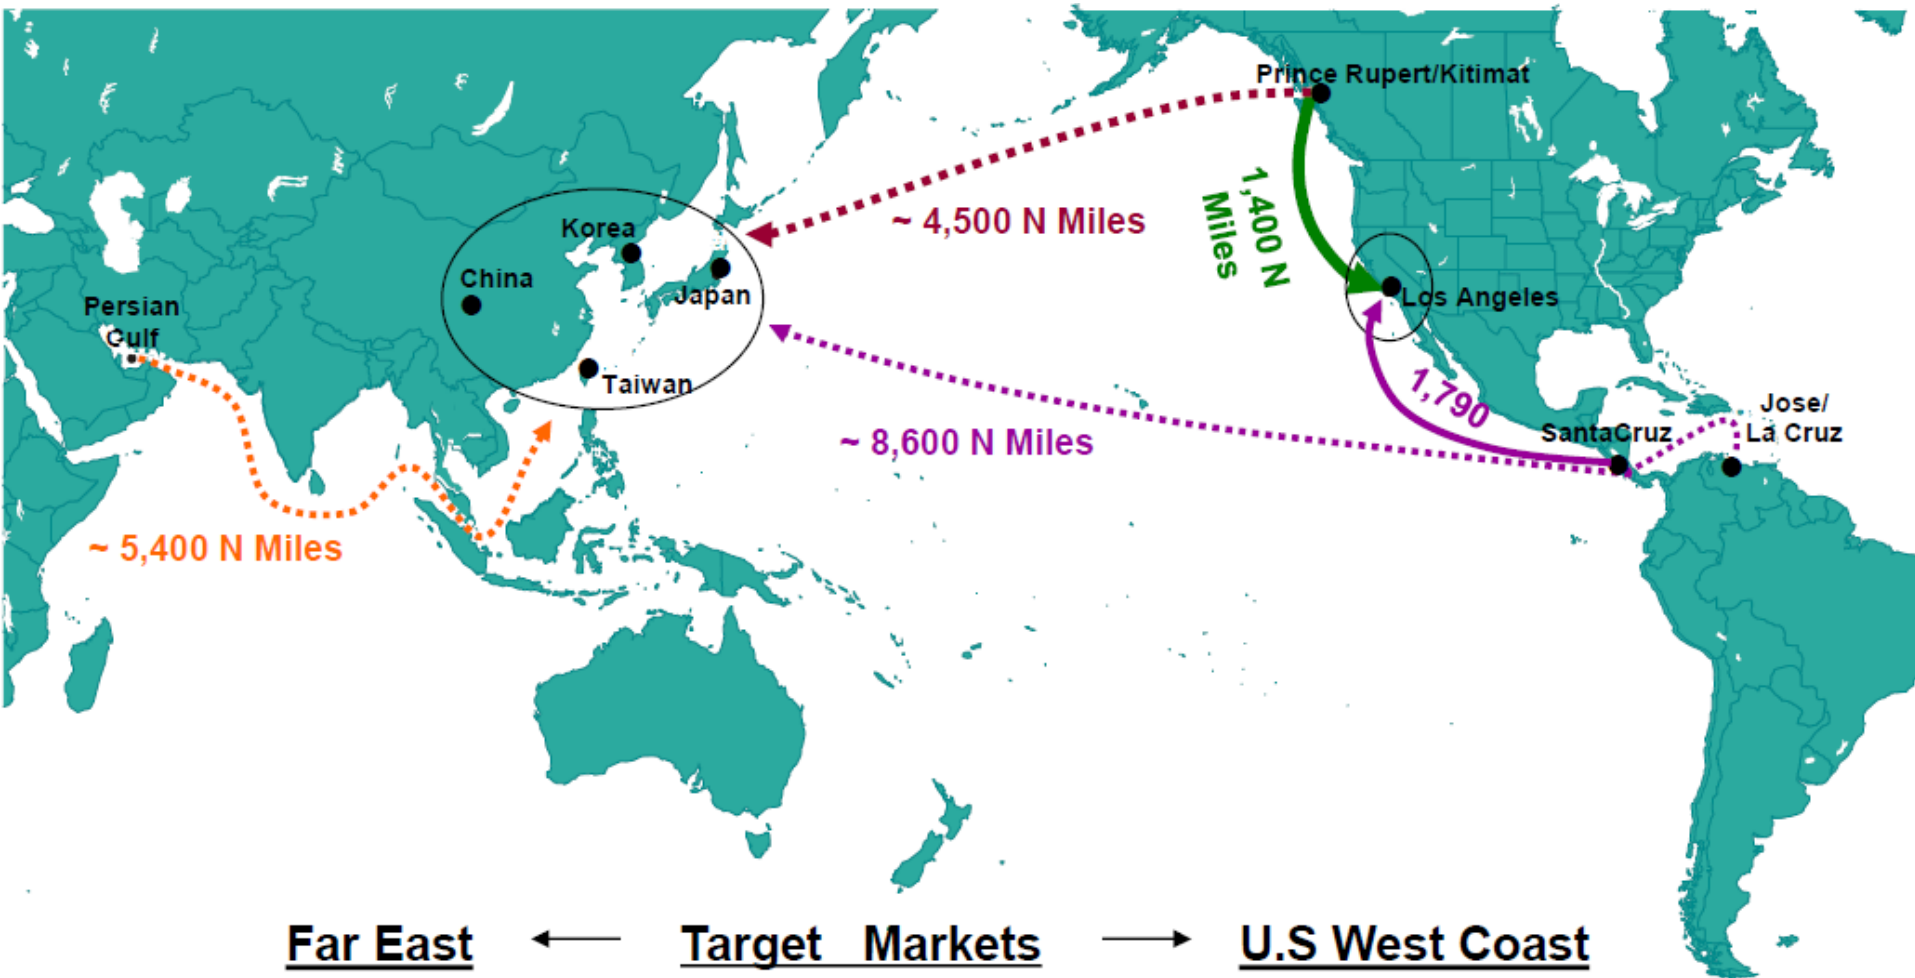 Prince Rupert/Kitimat
1,400 N
Miles
~ 4,500 N Miles
Korea
China
Japan
Persian
Gulf
Los Angeles
Taiwan
1,790
Jose/
La Cruz
SantaCruz
~ 8,600 N Miles
~ 5,400 N Miles
Far East
Target Markets
U.S West Coast